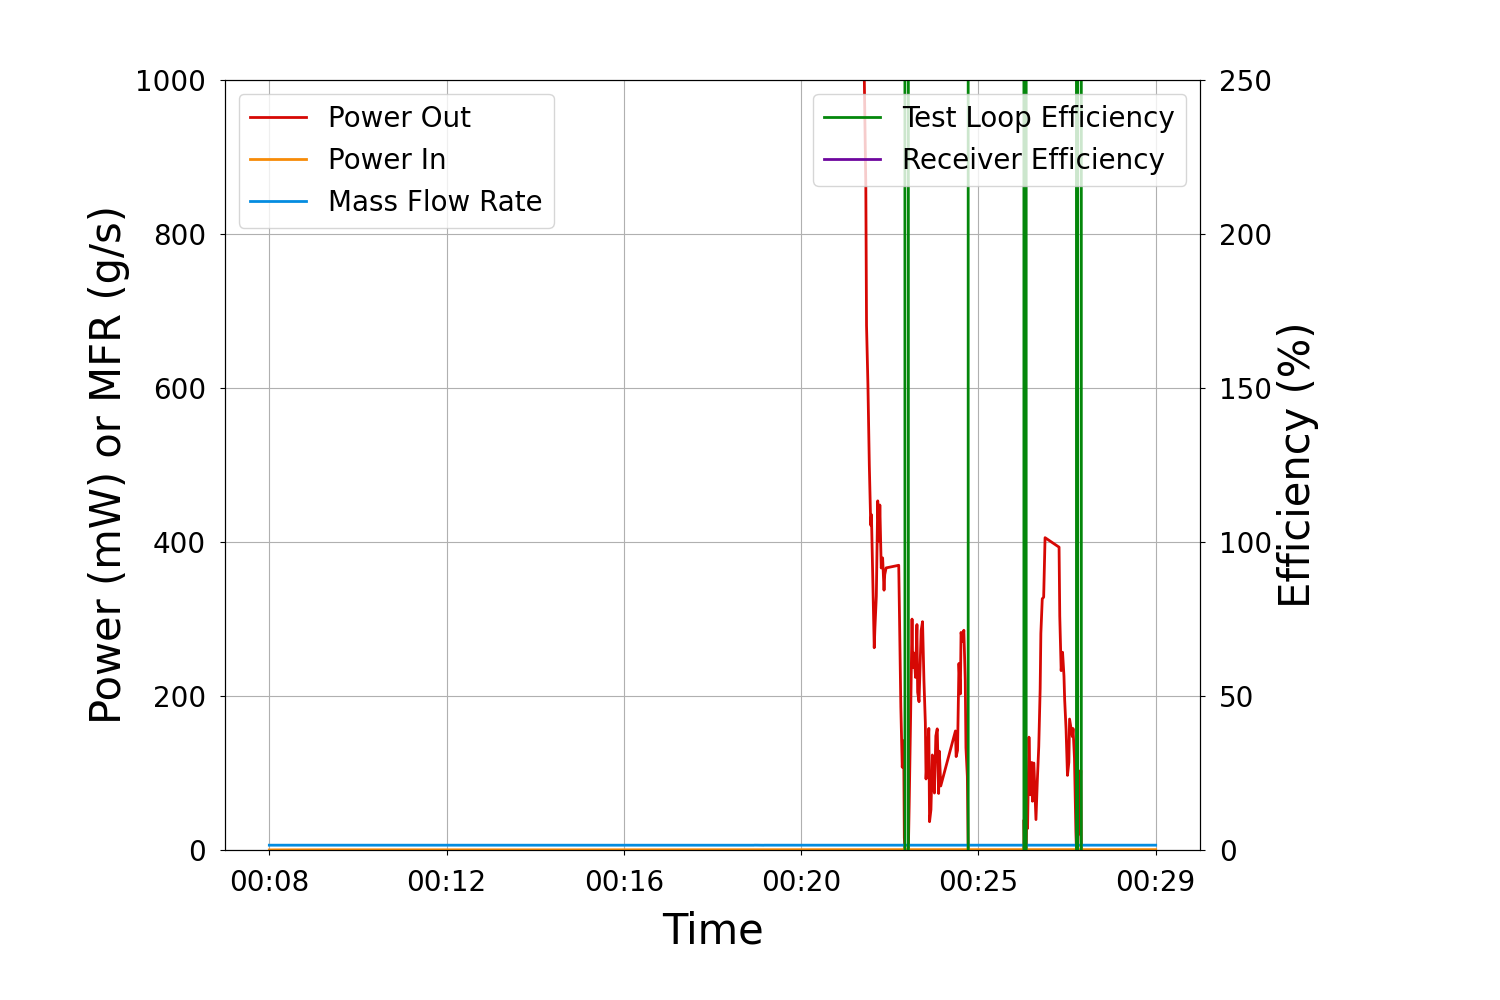 1000
800
600
400
200
0
Power (mW) or MFR (g/s)
Power Out
Power In
Mass Flow Rate
Test Loop Efficiency
Receiver Efficiency
250
200
150
100
50
0
Efficiency (%)
00:08 00:12 00:16 00:20 00:25 00:29
Time